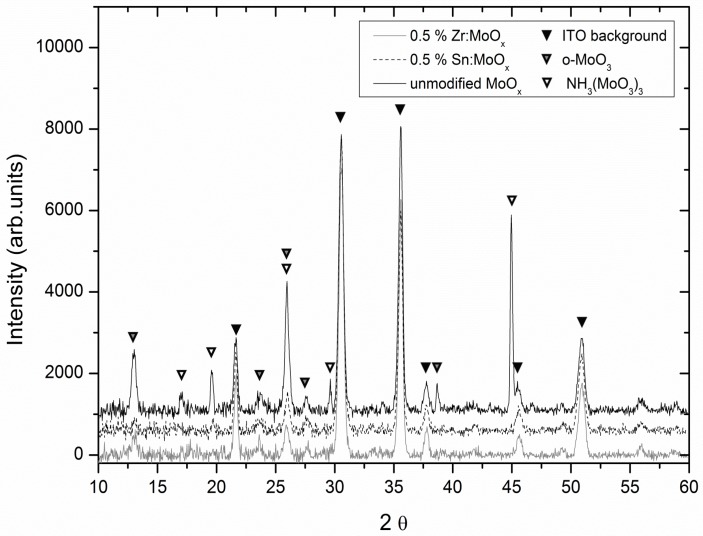 10000
8000
6000
4000
2000
0
Intensity (arb.units)
0.5 % Zr:MoOₓ
0.5 % Sn:MoOₓ
unmodified MoOₓ
ITO background
o-MoO₃
NH₃(MoO₃)₃
10 15 20 25 30 35 40 45 50 55 60
2 θ